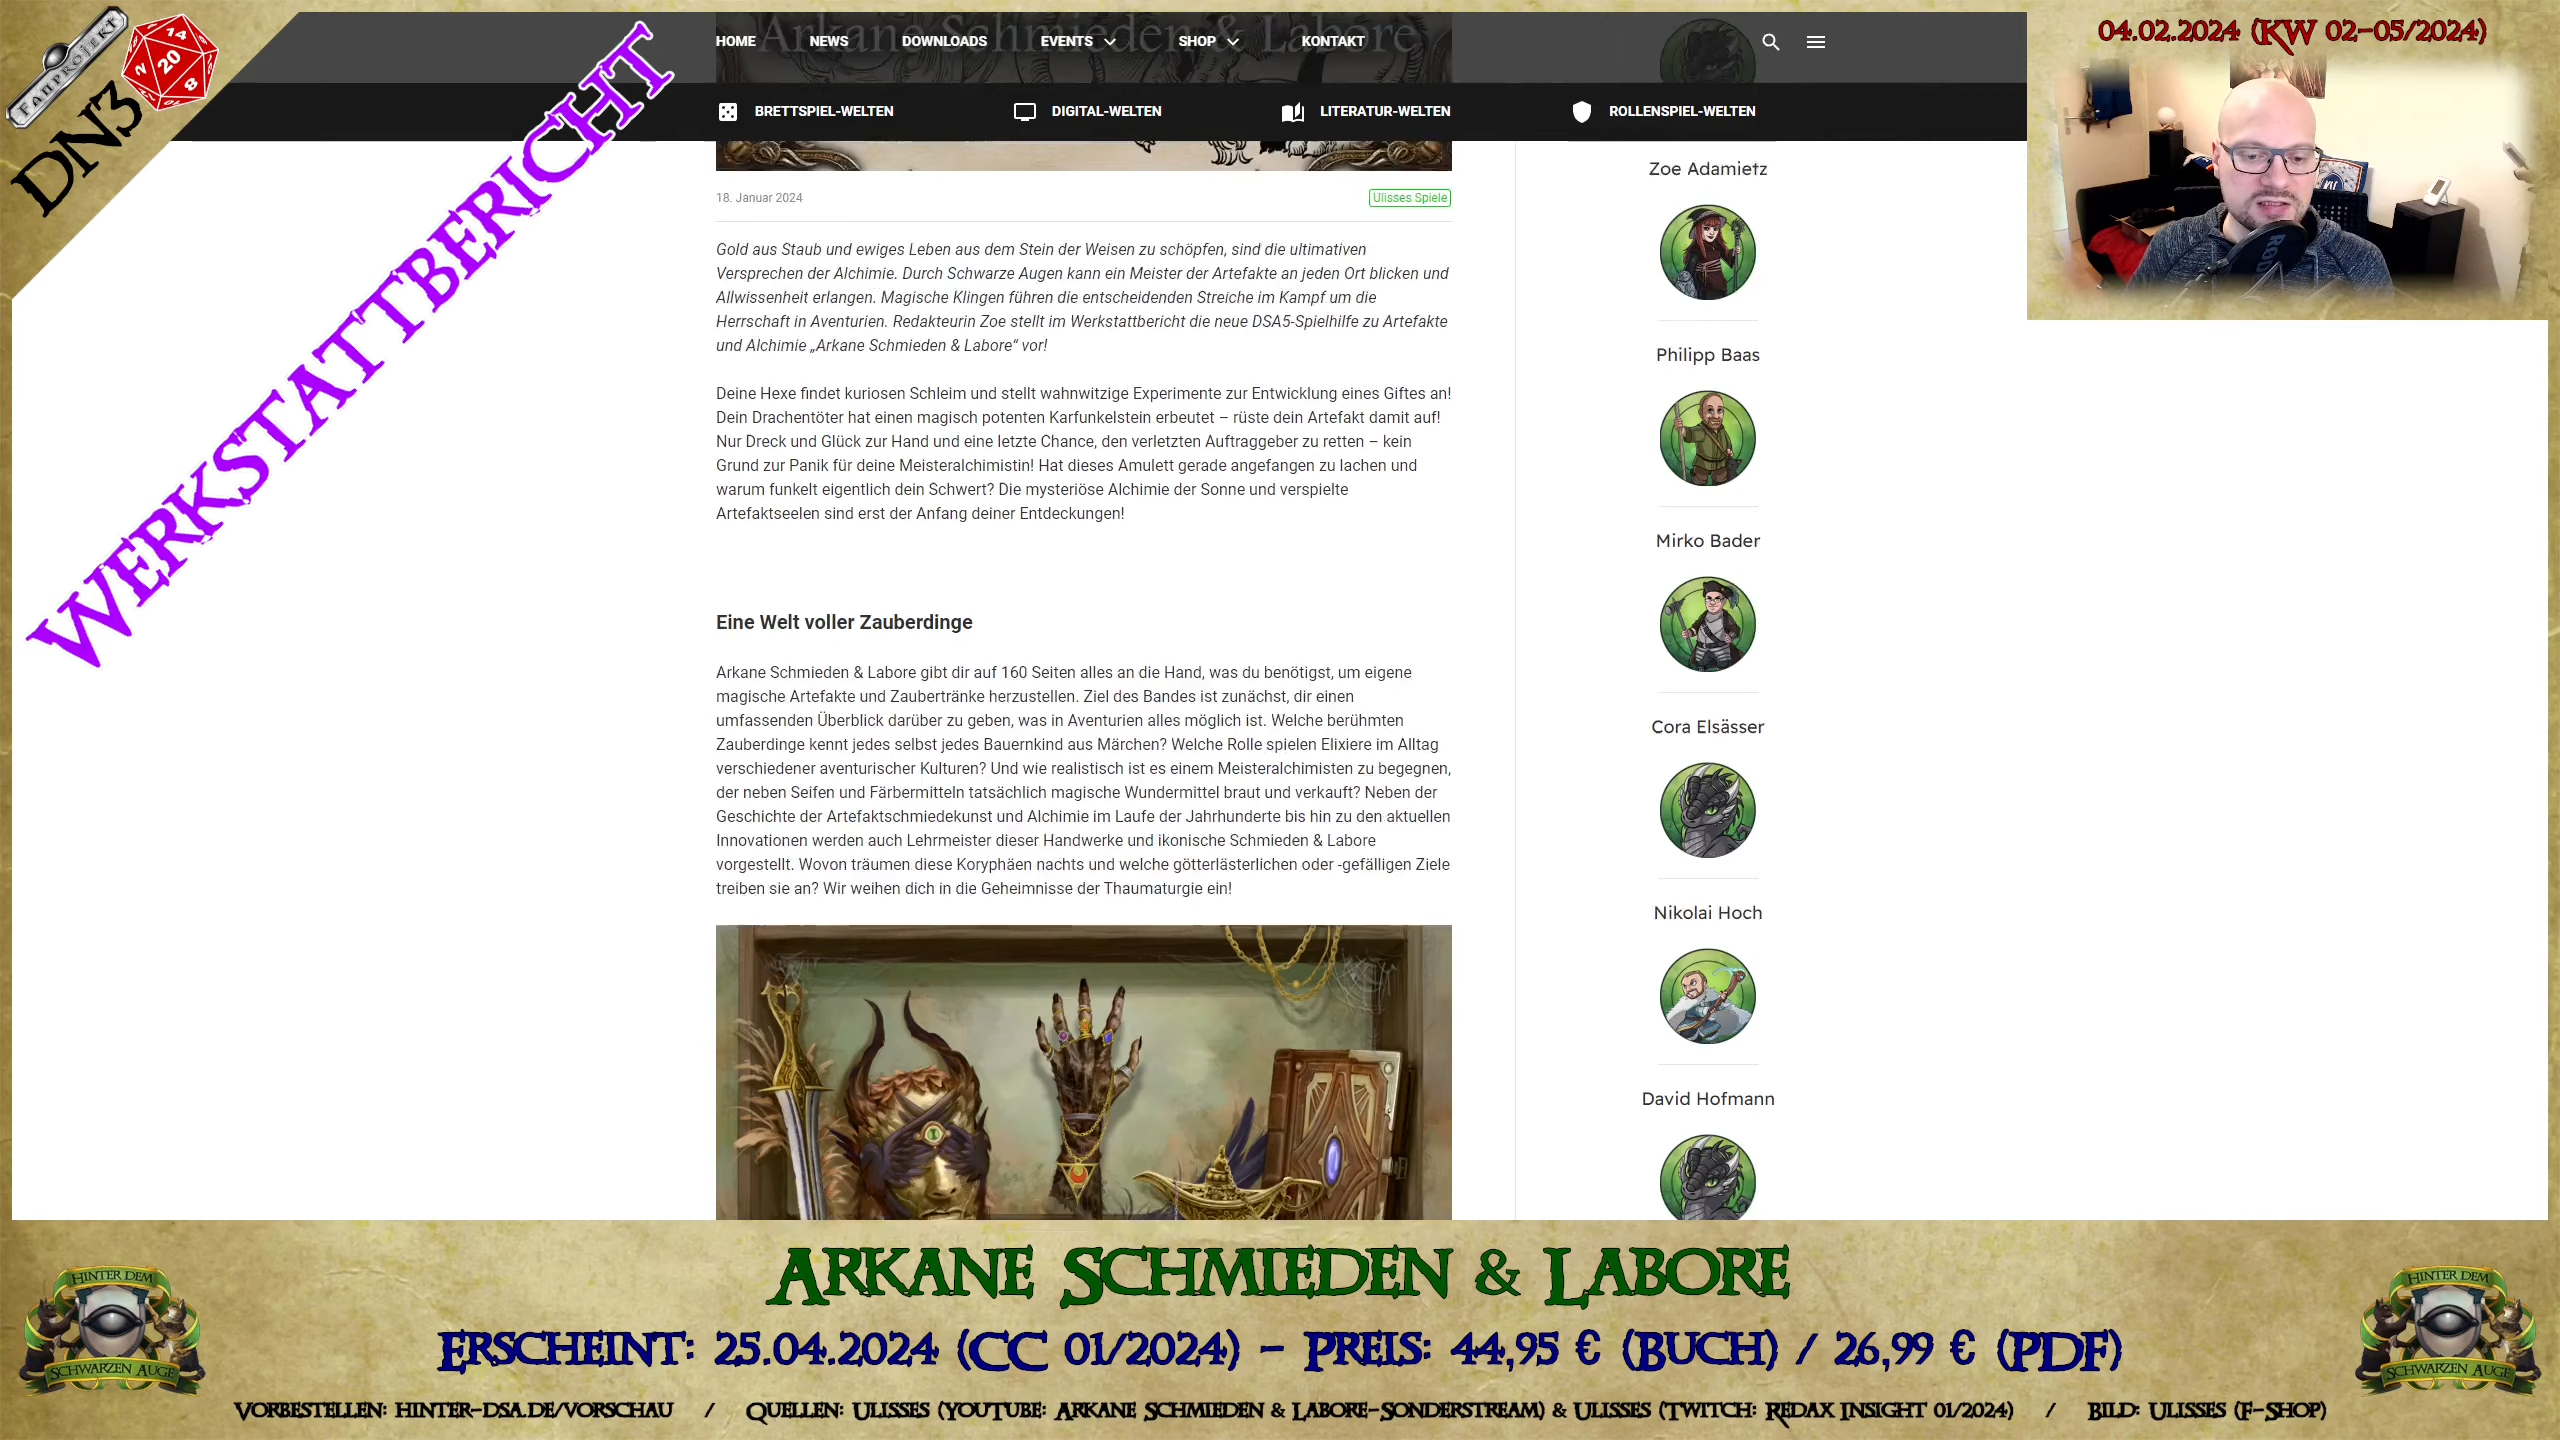 FANPROJEKT
14
2
20
8
10
DN3
WERKSTATTBERICHT
Arkane Schmieden & Labore
HOME NEWS DOWNLOADS EVENTS SHOP KONTAKT
BRETTSPIEL-WELTEN DIGITAL-WELTEN LITERATUR-WELTEN ROLLENSPIEL-WELTEN
04.02.2024 (KW 02-05/2024)
18. Januar 2024
Ulisses Spiele
Gold aus Staub und ewiges Leben aus dem Stein der Weisen zu schöpfen, sind die ultimativen
Versprechen der Alchimie. Durch Schwarze Augen kann ein Meister der Artefakte an jeden Ort blicken und
Allwissenheit erlangen. Magische Klingen führen die entscheidenden Streiche im Kampf um die
Herrschaft in Aventurien. Redakteurin Zoe stellt im Werkstattbericht die neue DSA5-Spielhilfe zu Artefakte
und Alchimie „Arkane Schmieden & Labore“ vor!
Deine Hexe findet kuriosen Schleim und stellt wahnwitzige Experimente zur Entwicklung eines Giftes an!
Dein Drachentöter hat einen magisch potenten Karfunkelstein erbeutet – rüste dein Artefakt damit auf!
Nur Dreck und Glück zur Hand und eine letzte Chance, den verletzten Auftraggeber zu retten – kein
Grund zur Panik für deine Meisteralchimistin! Hat dieses Amulett gerade angefangen zu lachen und
warum funkelt eigentlich dein Schwert? Die mysteriöse Alchimie der Sonne und verspielte
Artefaktseelen sind erst der Anfang deiner Entdeckungen!
Eine Welt voller Zauberdinge
Arkane Schmieden & Labore gibt dir auf 160 Seiten alles an die Hand, was du benötigst, um eigene
magische Artefakte und Zaubertränke herzustellen. Ziel des Bandes ist zunächst, dir einen
umfassenden Überblick darüber zu geben, was in Aventurien alles möglich ist. Welche berühmten
Zauberdinge kennt jedes selbst jedes Bauernkind aus Märchen? Welche Rolle spielen Elixiere im Alltag
verschiedener aventurischer Kulturen? Und wie realistisch ist es einem Meisteralchimisten zu begegnen,
der neben Seifen und Färbermitteln tatsächlich magische Wundermittel braut und verkauft? Neben der
Geschichte der Artefaktschmiedekunst und Alchimie im Laufe der Jahrhunderte bis hin zu den aktuellen
Innovationen werden auch Lehrmeister dieser Handwerke und ikonische Schmieden & Labore
vorgestellt. Wovon träumen diese Koryphäen nachts und welche götterlästerlichen oder -gefälligen Ziele
treiben sie an? Wir weihen dich in die Geheimnisse der Thaumaturgie ein!
Zoe Adamietz
Philipp Baas
Mirko Bader
Cora Elsässer
Nikolai Hoch
David Hofmann
RØDE
ARKANE SCHMIEDEN & LABORE
ERSCHEINT: 25.04.2024 (CC 01/2024) – PREIS: 44,95 € (BUCH) / 26,99 € (PDF)
VORBESTELLEN: HINTER-DSA.DE/VORSCHAU / QUELLEN: ULISSES (YOUTUBE: ARKANE SCHMIEDEN & LABORE-SONDERSTREAM) & ULISSES (TWITCH: REDAX INSIGHT 01/2024) / BILD: ULISSES (F-SHOP)
HINTER DEM
SCHWARZEN AUGE
HINTER DEM
SCHWARZEN AUGE